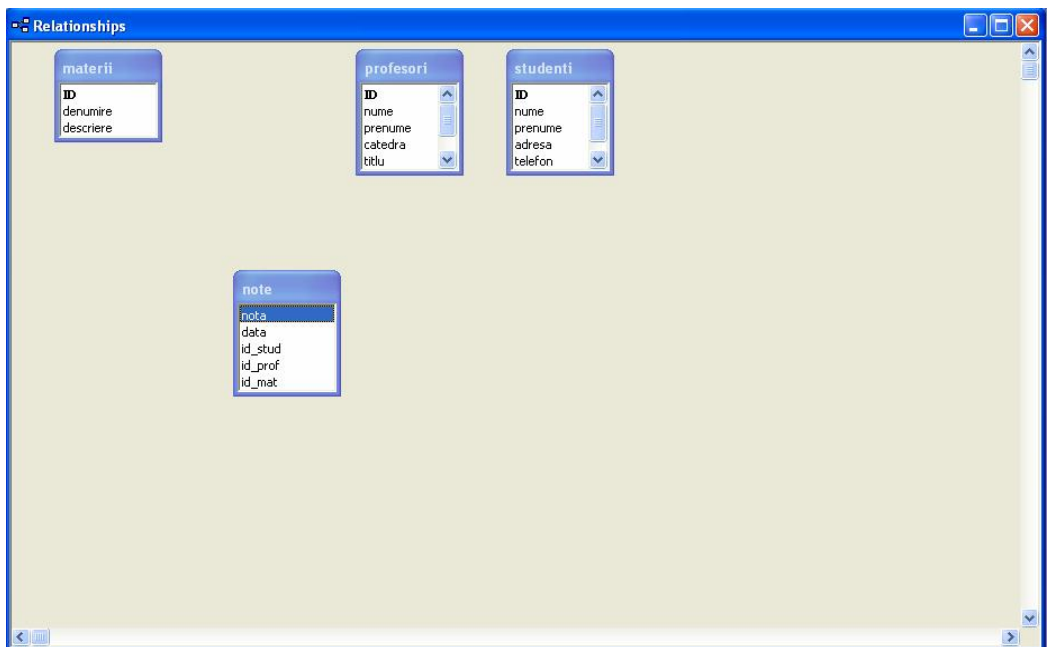 Relationships
materii
ID
denumire
descriere
profesori
ID
nume
prenume
catedra
titlu
studenti
ID
nume
prenume
adresa
telefon
note
nota
data
id_stud
id_prof
id_mat